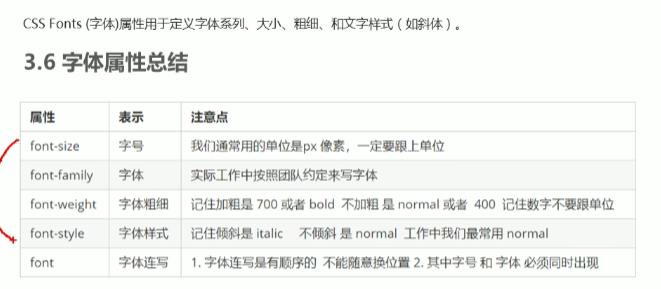 CSS Fonts (字体)属性用于定义字体系列、大小、粗细、和文字样式（如斜体）。
3.6 字体属性总结
属性 表示 注意点
font-size 字号 我们通常用的单位是px 像素，一定要跟上单位
font-family 字体 实际工作中按照团队约定来写字体
font-weight 字体粗细 记住加粗是 700 或者 bold 不加粗 是 normal 或者 400 记住数字不要跟单位
font-style 字体样式 记住倾斜是 italic 不倾斜 是 normal 工作中我们最常用 normal
font 字体连写 1. 字体连写是有顺序的 不能随意换位置 2. 其中字号 和 字体 必须同时出现